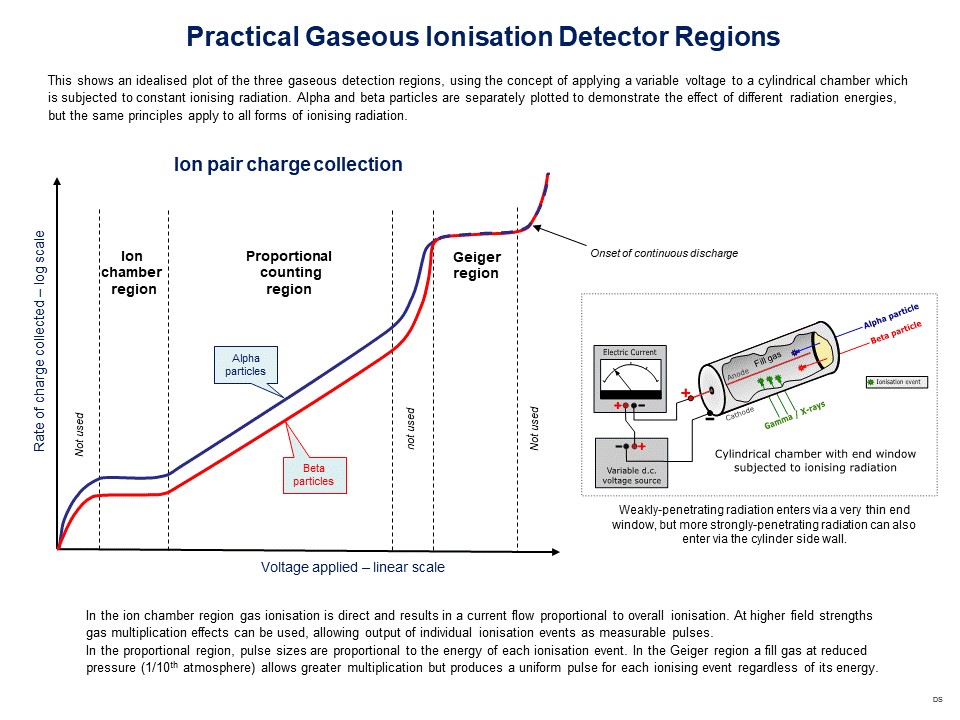 Practical Gaseous Ionisation Detector Regions
This shows an idealised plot of the three gaseous detection regions, using the concept of applying a variable voltage to a cylindrical chamber which
is subjected to constant ionising radiation. Alpha and beta particles are separately plotted to demonstrate the effect of different radiation energies,
but the same principles apply to all forms of ionising radiation.
Ion pair charge collection
Rate of charge collected – log scale
Not used
Ion
chamber
region
Proportional
counting
region
Alpha
particles
Beta
particles
not used
Geiger
region
Not used
Onset of continuous discharge
Voltage applied – linear scale
Electric Current
+ –
– +
Variable d.c.
voltage source
+
–
Anode
Cathode
Fill gas
Alpha particle
Beta particle
Gamma / X-rays
Ionisation event
Cylindrical chamber with end window
subjected to ionising radiation
Weakly-penetrating radiation enters via a very thin end
window, but more strongly-penetrating radiation can also
enter via the cylinder side wall.
In the ion chamber region gas ionisation is direct and results in a current flow proportional to overall ionisation. At higher field strengths
gas multiplication effects can be used, allowing output of individual ionisation events as measurable pulses.
In the proportional region, pulse sizes are proportional to the energy of each ionisation event. In the Geiger region a fill gas at reduced
pressure (1/10th atmosphere) allows greater multiplication but produces a uniform pulse for each ionising event regardless of its energy.
DS